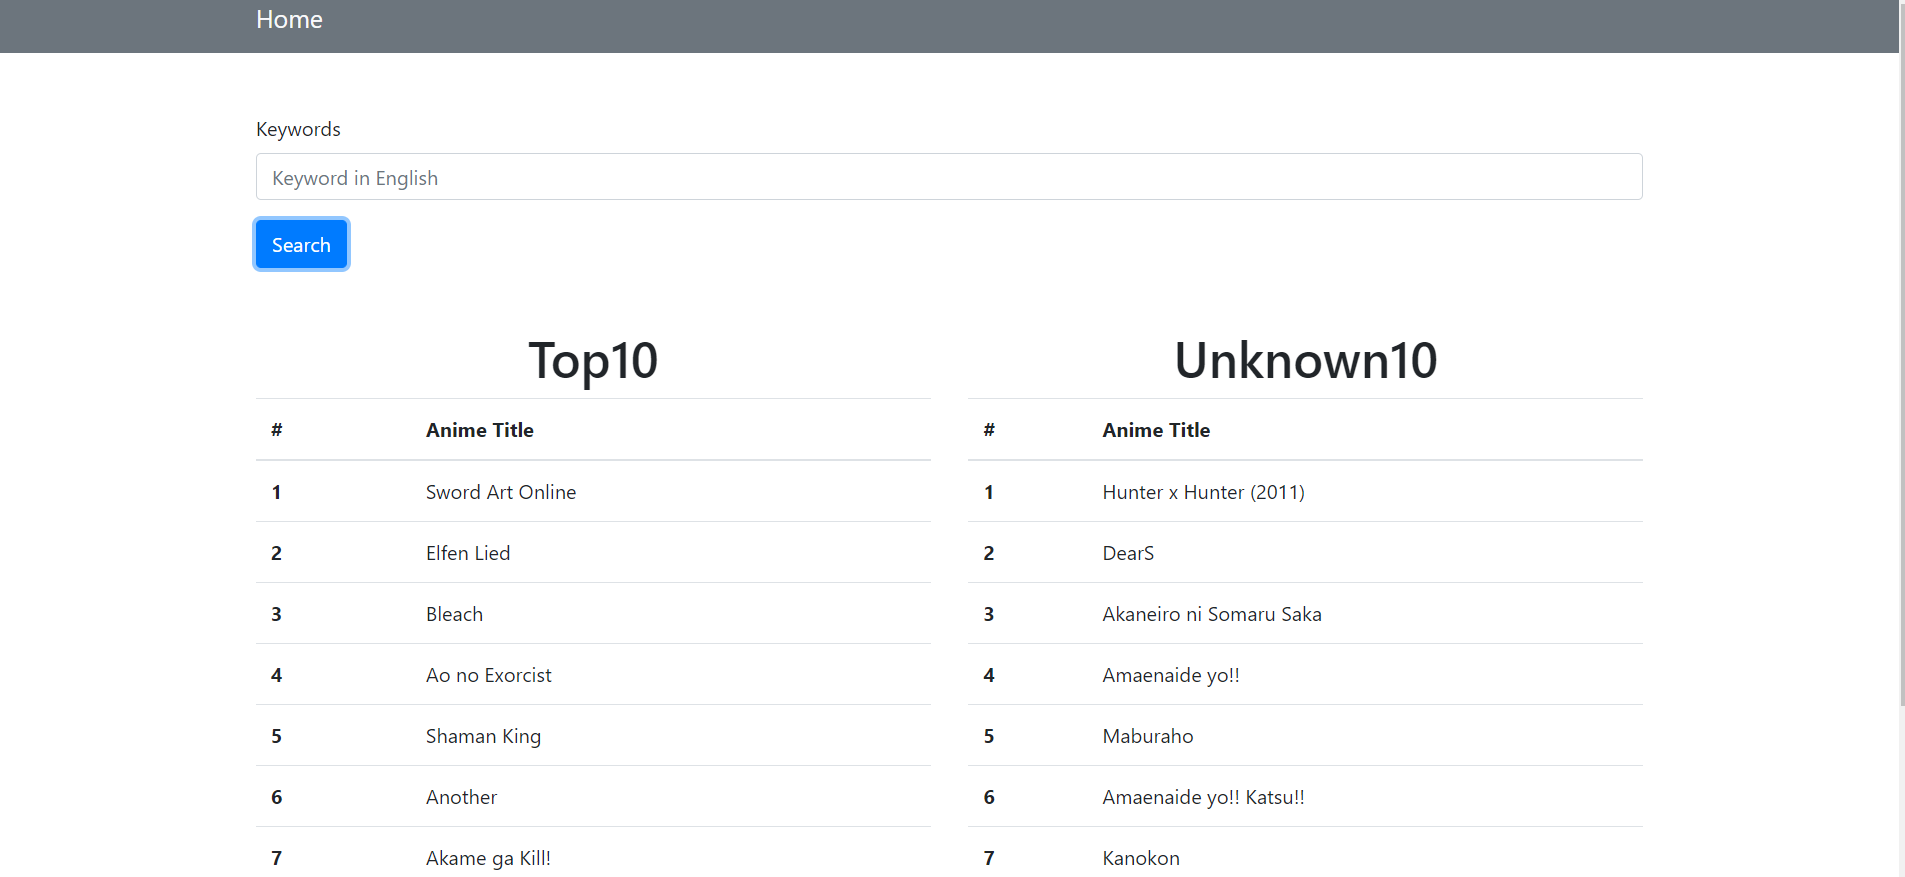 Home
Keywords
Keyword in English
Search
Top10
# Anime Title
1 Sword Art Online
2 Elfen Lied
3 Bleach
4 Ao no Exorcist
5 Shaman King
6 Another
7 Akame ga Kill!
Unknown10
# Anime Title
1 Hunter x Hunter (2011)
2 DearS
3 Akaneiro ni Somaru Saka
4 Amaenaide yo!!
5 Maburaho
6 Amaenaide yo!! Katsu!!
7 Kanokon